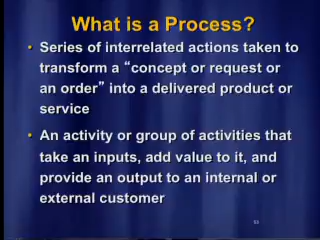 What is a Process?
• Series of interrelated actions taken to
transform a “concept or request or
an order” into a delivered product or
service
• An activity or group of activities that
take an inputs, add value to it, and
provide an output to an internal or
external customer